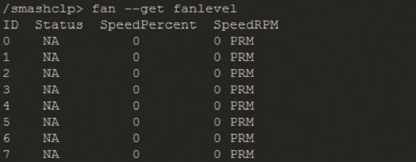 /smashclp> fan --get fanlevel
ID  Status  SpeedPercent  SpeedRPM
0   NA         0         0 PRM
1   NA         0         0 PRM
2   NA         0         0 PRM
3   NA         0         0 PRM
4   NA         0         0 PRM
5   NA         0         0 PRM
6   NA         0         0 PRM
7   NA         0         0 PRM